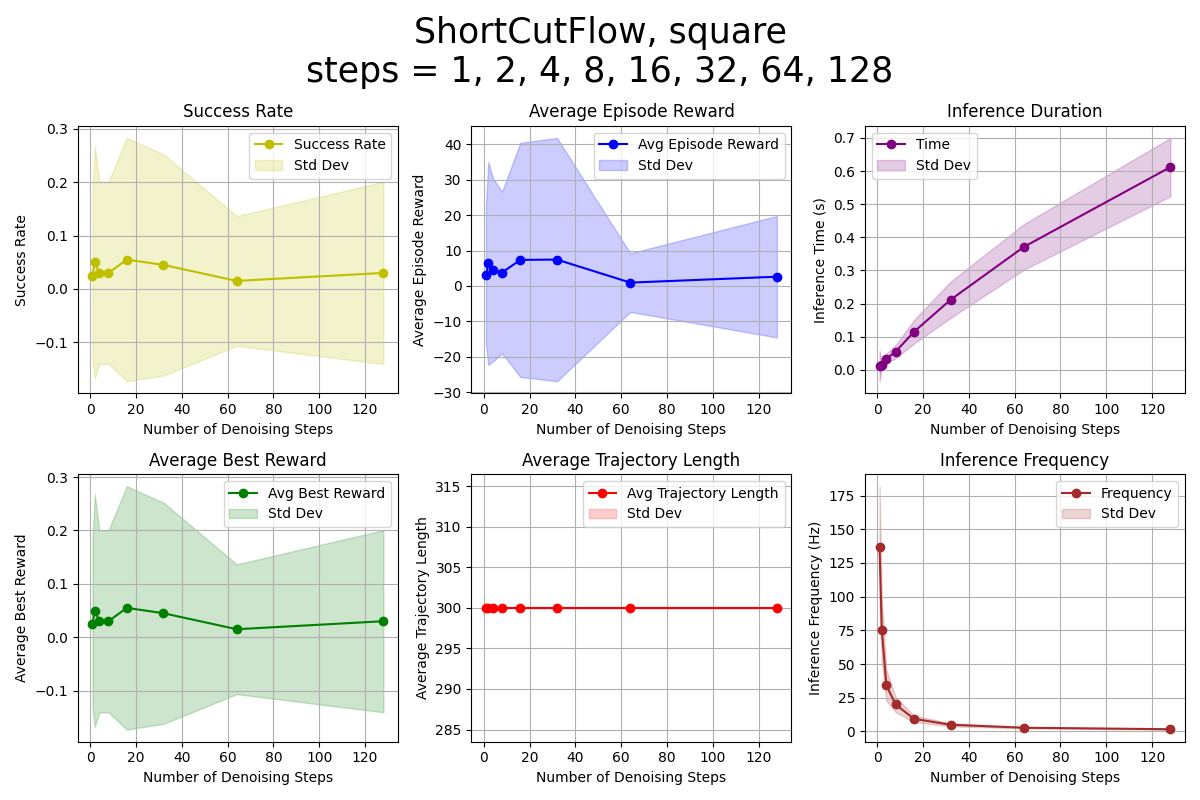 ShortCutFlow, square
steps = 1, 2, 4, 8, 16, 32, 64, 128
Success Rate
Success Rate
Std Dev
0.3
0.2
0.1
0.0
−0.1
Success Rate
0 20 40 60 80 100 120
Number of Denoising Steps
Average Episode Reward
Avg Episode Reward
Std Dev
40
30
20
10
0
−10
−20
−30
Average Episode Reward
0 20 40 60 80 100 120
Number of Denoising Steps
Inference Duration
Time
Std Dev
0.7
0.6
0.5
0.4
0.3
0.2
0.1
0.0
Inference Time (s)
0 20 40 60 80 100 120
Number of Denoising Steps
Average Best Reward
Avg Best Reward
Std Dev
0.3
0.2
0.1
0.0
−0.1
Average Best Reward
0 20 40 60 80 100 120
Number of Denoising Steps
Average Trajectory Length
Avg Trajectory Length
Std Dev
315
310
305
300
295
290
285
Average Trajectory Length
0 20 40 60 80 100 120
Number of Denoising Steps
Inference Frequency
Frequency
Std Dev
175
150
125
100
75
50
25
0
Inference Frequency (Hz)
0 20 40 60 80 100 120
Number of Denoising Steps